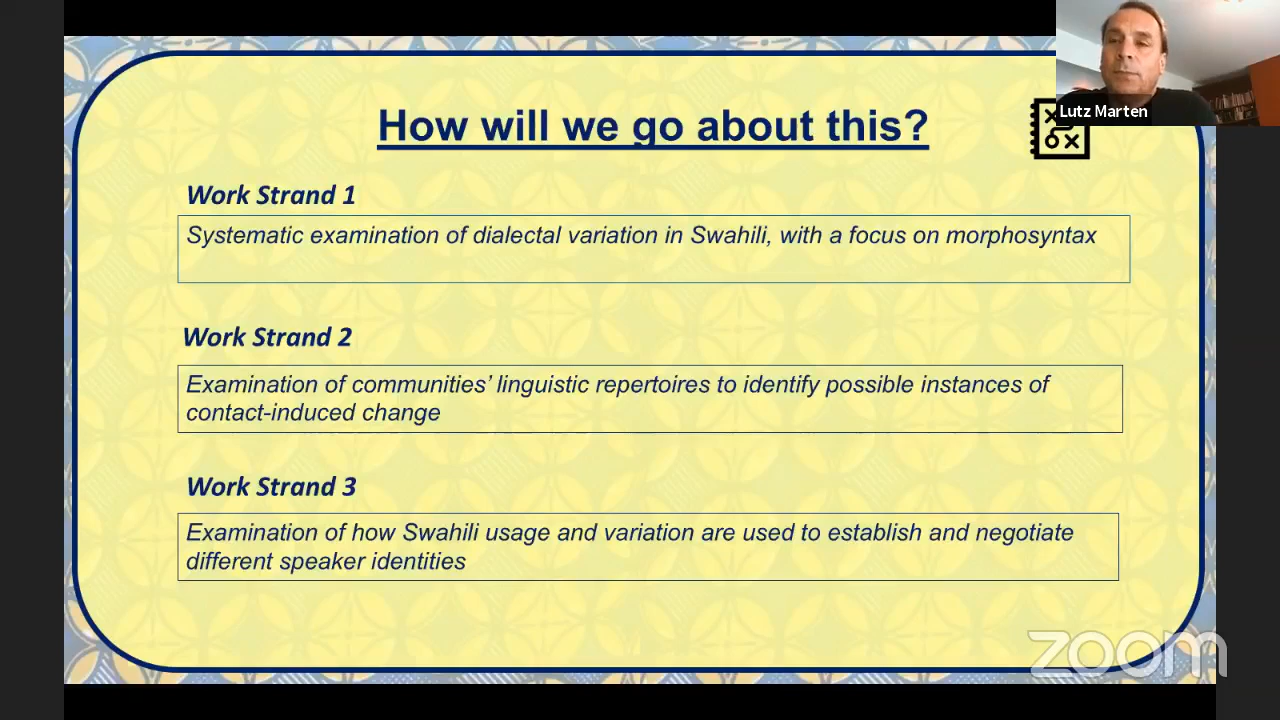 Lutz Marten
How will we go about this?
Work Strand 1
Systematic examination of dialectal variation in Swahili, with a focus on morphosyntax
Work Strand 2
Examination of communities’ linguistic repertoires to identify possible instances of
contact-induced change
Work Strand 3
Examination of how Swahili usage and variation are used to establish and negotiate
different speaker identities
zoom